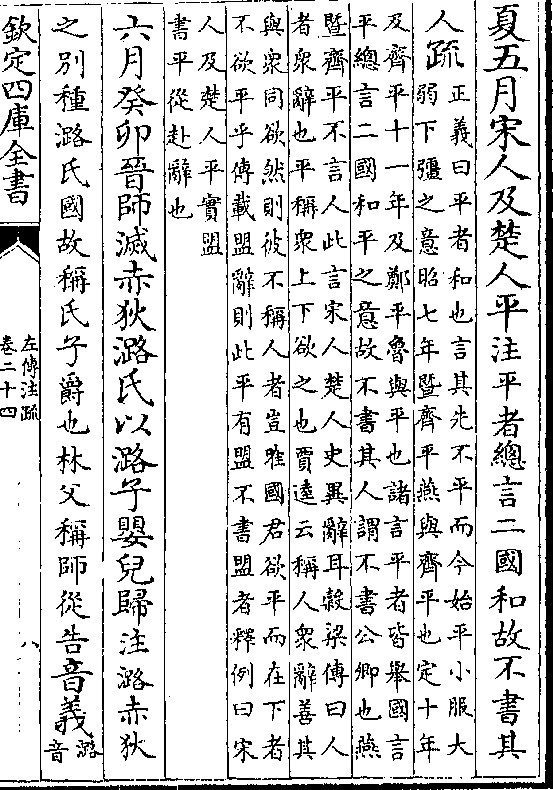 夏五月宋人及楚人平注平者總言二國和故不書其
人疏
正義曰平者和也言其先不平而今始平小服大
弱下彊之意昭七年暨齊平燕與齊平也定十年
及齊平十一年及鄭平魯與平也諸言平者皆舉國言
平總言二國和平之意故不書其人謂不書公卿也燕
暨齊平不言人此言宋人楚人史異辭耳穀梁傳曰人
者衆辭也平稱衆上下欲之也賈逵云稱人衆辭善其
與衆同欲然則彼不稱人者豈唯國君欲平而在下者
不欲平乎傳載盟辭則此平有盟不書盟者釋例曰宋
人及楚人平實盟
書平從赴辭也
六月癸卯晉師滅赤狄潞氏以潞子嬰兒歸注潞赤狄
之別種潞氏國故稱氏子爵也林父稱師從告音義
潞
音
欽定四庫全書
左傳注疏
卷二十四
八